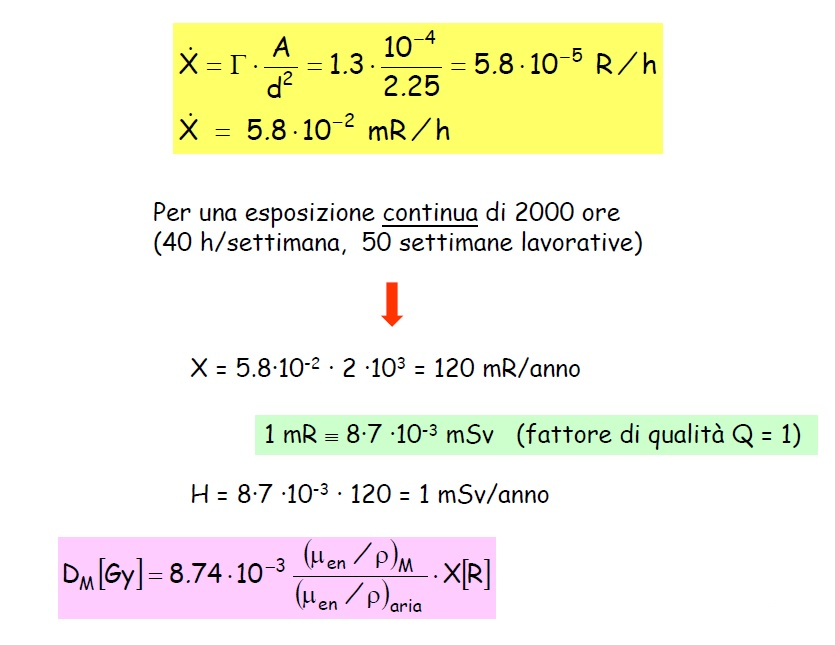 Ẋ = Γ · A/d² = 1.3 · 10⁻⁴/2.25 = 5.8 · 10⁻⁵ R/h
Ẋ = 5.8 · 10⁻² mR/h
Per una esposizione continua di 2000 ore
(40 h/settimana, 50 settimane lavorative)
X = 5.8·10⁻² · 2 ·10³ = 120 mR/anno
1 mR ≡ 8·7 ·10⁻³ mSv (fattore di qualità Q = 1)
H = 8·7 ·10⁻³ · 120 = 1 mSv/anno
D_M[Gy] = 8.74 · 10⁻³ (μ_en/ρ)_M/(μ_en/ρ)_aria · X[R]